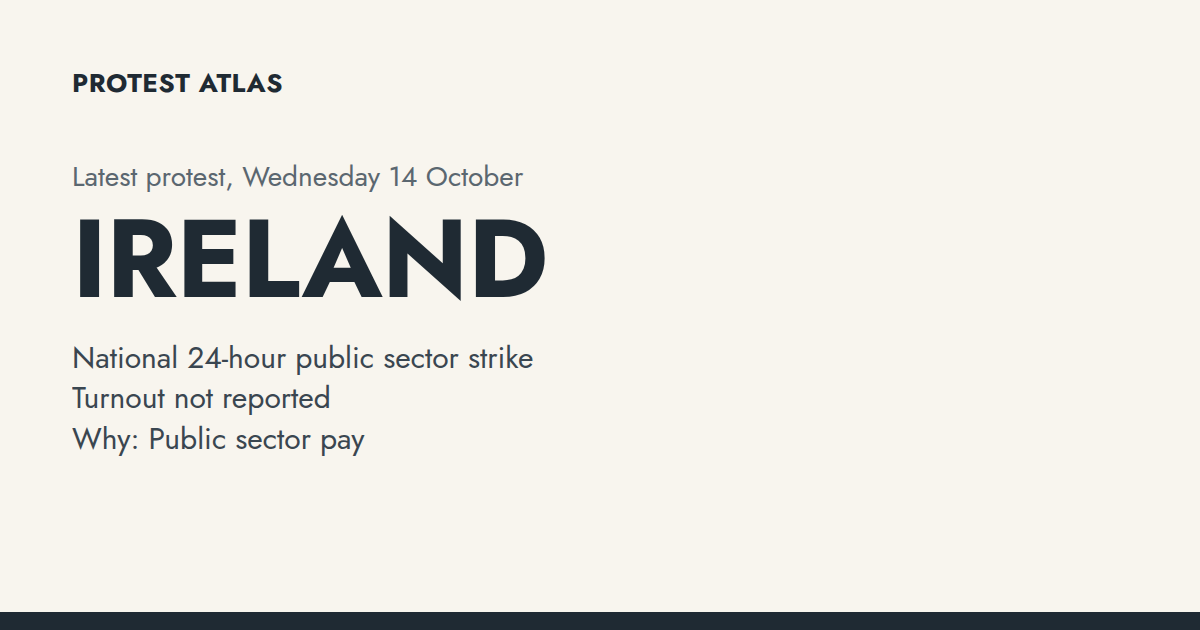 PROTEST ATLAS
Latest protest, Wednesday 14 October
IRELAND
National 24-hour public sector strike
Turnout not reported
Why: Public sector pay